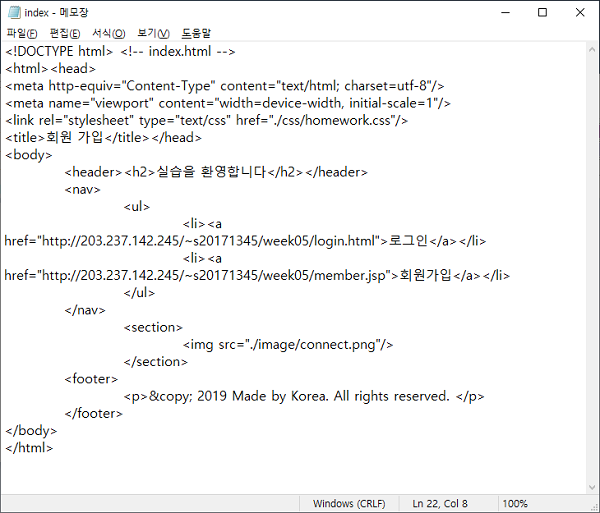 index - 메모장
파일(F) 편집(E) 서식(O) 보기(V) 도움말
<!DOCTYPE html> <!-- index.html -->
<html><head>
<meta http-equiv="Content-Type" content="text/html; charset=utf-8"/>
<meta name="viewport" content="width=device-width, initial-scale=1"/>
<link rel="stylesheet" type="text/css" href="./css/homework.css"/>
<title>회원 가입</title></head>
<body>
<header><h2>실습을 환영합니다</h2></header>
<nav>
<ul>
<li><a
href="http://203.237.142.245/~s20171345/week05/login.html">로그인</a></li>
<li><a
href="http://203.237.142.245/~s20171345/week05/member.jsp">회원가입</a></li>
</ul>
</nav>
<section>
<img src="./image/connect.png"/>
</section>
<footer>
<p>&copy; 2019 Made by Korea. All rights reserved. </p>
</footer>
</body>
</html>
Windows (CRLF) Ln 22, Col 8 100%